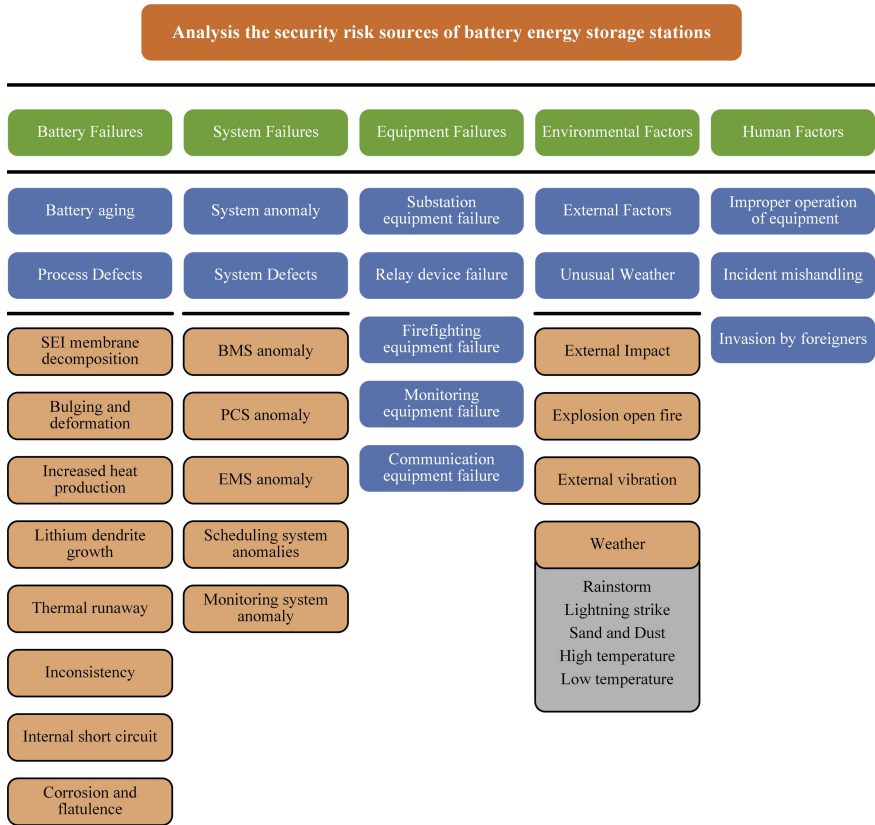 Analysis the security risk sources of battery energy storage stations
Battery Failures
System Failures
Equipment Failures
Environmental Factors
Human Factors
Battery aging
Process Defects
SEI membrane
decomposition
Bulging and
deformation
Increased heat
production
Lithium dendrite
growth
Thermal runaway
Inconsistency
Internal short circuit
Corrosion and
flatulence
System anomaly
System Defects
BMS anomaly
PCS anomaly
EMS anomaly
Scheduling system
anomalies
Monitoring system
anomaly
Substation
equipment failure
Relay device failure
Firefighting
equipment failure
Monitoring
equipment failure
Communication
equipment failure
External Factors
Unusual Weather
External Impact
Explosion open fire
External vibration
Weather
Rainstorm
Lightning strike
Sand and Dust
High temperature
Low temperature
Improper operation
of equipment
Incident mishandling
Invasion by foreigners